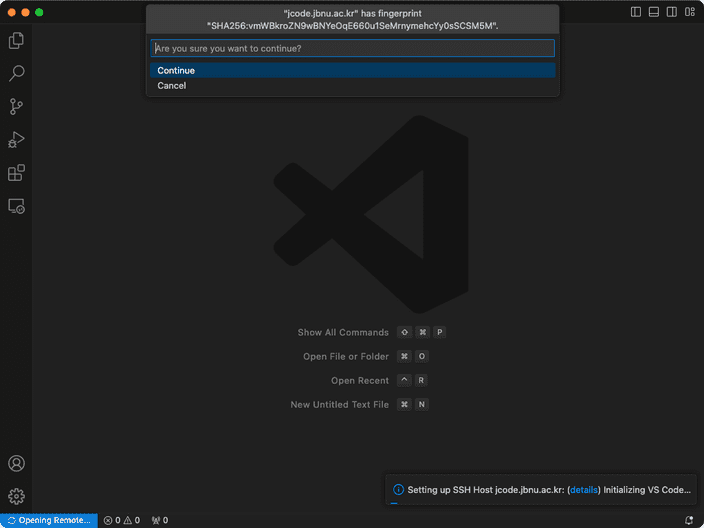 "jcode.jbnu.ac.kr" has fingerprint
"SHA256:vmWBkroZN9wBNYeOqE660u1SeMrnymehcYy0sSCSM5M".
Are you sure you want to continue?
Continue
Cancel
Show All Commands ⇧ ⌘ P
Open File or Folder ⌘ O
Open Recent ^ R
New Untitled Text File ⌘ N
Setting up SSH Host jcode.jbnu.ac.kr: (details) Initializing VS Code...
Opening Remote... 0 0 0